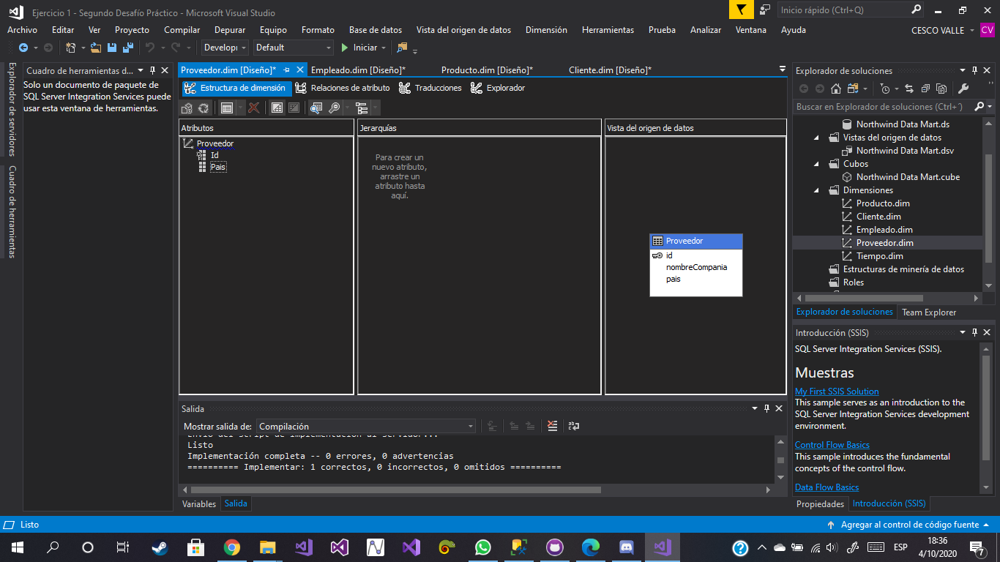 Ejercicio 1 - Segundo Desafío Práctico - Microsoft Visual Studio
Inicio rápido (Ctrl+Q)
Archivo Editar Ver Proyecto Compilar Depurar Equipo Formato Base de datos Vista del origen de datos Dimensión Herramientas Prueba Analizar Ventana Ayuda
CESCO VALLE CV
Default Iniciar
Explorador de servidores
Cuadro de herramientas
Cuadro de herramientas d...
Solo un documento de paquete de
SQL Server Integration Services puede
usar esta ventana de herramientas.
Proveedor.dim [Diseño]* Empleado.dim [Diseño]* Producto.dim [Diseño]* Cliente.dim [Diseño]*
Estructura de dimensión Relaciones de atributo Traducciones Explorador
Atributos
Proveedor
Id
Pais
Jerarquías
Para crear un
nuevo atributo,
arrastre un
atributo hasta
aquí.
Vista del origen de datos
Proveedor
id
nombreCompania
pais
Salida
Mostrar salida de: Compilación
Envío del script de implementación al servidor...
Listo
Implementación completa -- 0 errores, 0 advertencias
========== Implementar: 1 correctos, 0 incorrectos, 0 omitidos ==========
Variables Salida
Explorador de soluciones
Buscar en Explorador de soluciones (Ctrl+
Northwind Data Mart.ds
Vistas del origen de datos
Northwind Data Mart.dsv
Cubos
Northwind Data Mart.cube
Dimensiones
Producto.dim
Cliente.dim
Empleado.dim
Proveedor.dim
Tiempo.dim
Estructuras de minería de datos
Roles
Explorador de soluciones Team Explorer
Introducción (SSIS)
SQL Server Integration Services (SSIS).
Muestras
My First SSIS Solution
This sample serves as an introduction to the
SQL Server Integration Services development
environment.
Control Flow Basics
This sample introduces the fundamental
concepts of the control flow.
Data Flow Basics
Propiedades Introducción (SSIS)
Listo
Agregar al control de código fuente
ESP
18:36
4/10/2020
7